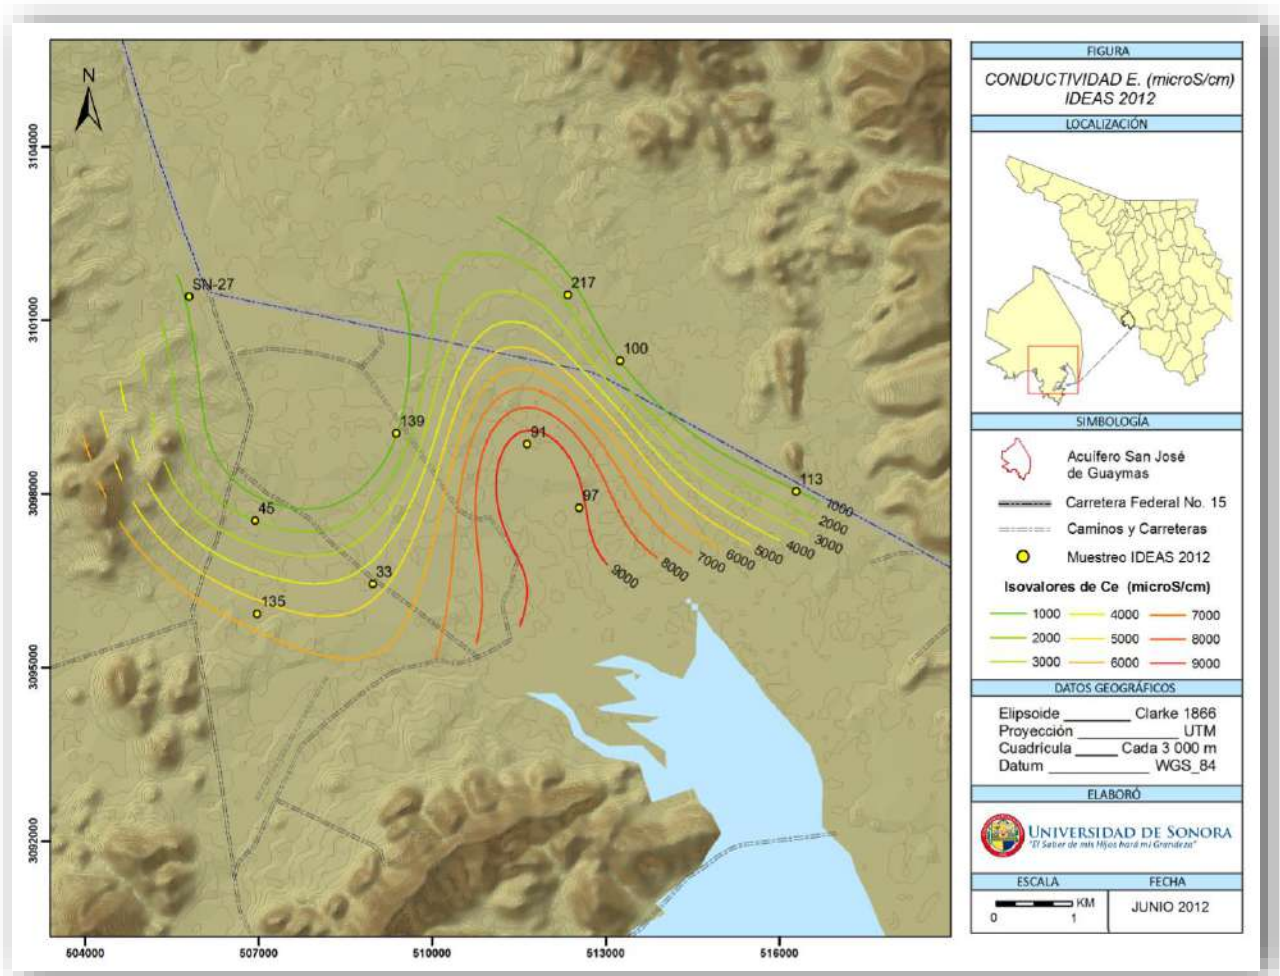 N
3104000
3101000
3098000
3095000
3092000
504000
507000
510000
513000
516000
SN-27
217
100
139
91
113
97
45
33
135
1000
2000
3000
4000
5000
6000
7000
8000
9000
FIGURA
CONDUCTIVIDAD E. (microS/cm)
IDEAS 2012
LOCALIZACIÓN
SIMBOLOGÍA
Acuífero San José
de Guaymas
Carretera Federal No. 15
Caminos y Carreteras
Muestreo IDEAS 2012
Isovalores de Ce (microS/cm)
1000 4000 7000
2000 5000 8000
3000 6000 9000
DATOS GEOGRÁFICOS
Elipsoide ________ Clarke 1866
Proyección ____________ UTM
Cuadrícula _____ Cada 3 000 m
Datum ____________ WGS_84
ELABORÓ
UNIVERSIDAD DE SONORA
"El Saber de mis Hijos hará mi Grandeza"
ESCALA
FECHA
KM
0 1
JUNIO 2012